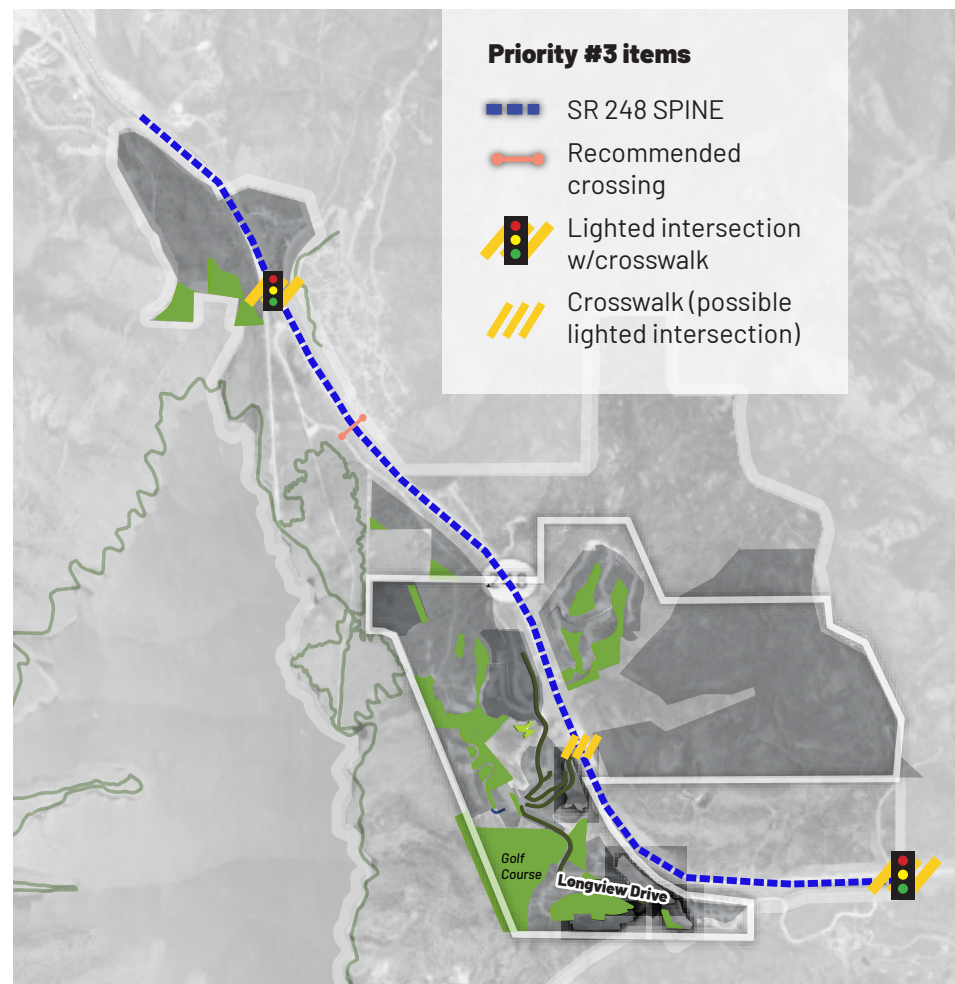 Priority #3 items
SR 248 SPINE
Recommended
crossing
Lighted intersection
w/crosswalk
Crosswalk (possible
lighted intersection)
Golf
Course
Longview Drive